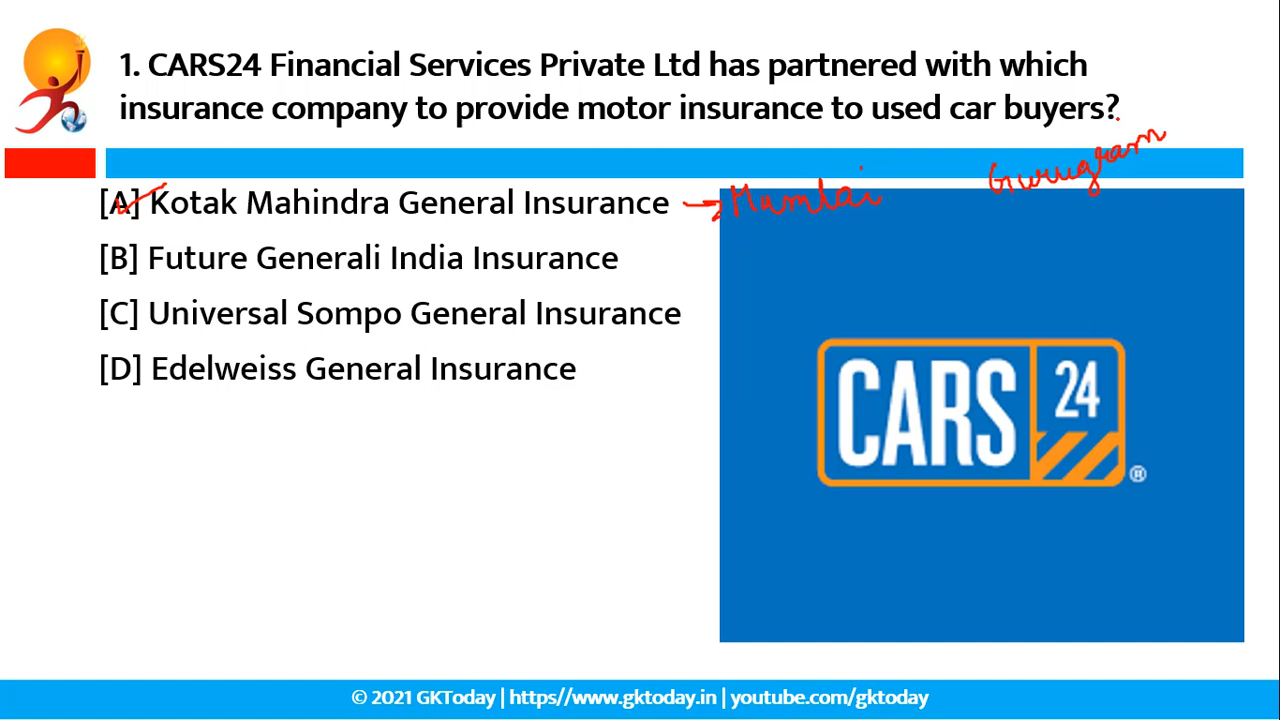 1. CARS24 Financial Services Private Ltd has partnered with which
insurance company to provide motor insurance to used car buyers?
Gurugram
[A] Kotak Mahindra General Insurance → Mumbai
[B] Future Generali India Insurance
[C] Universal Sompo General Insurance
[D] Edelweiss General Insurance
CARS 24 ®
© 2021 GKToday | https//www.gktoday.in | youtube.com/gktoday